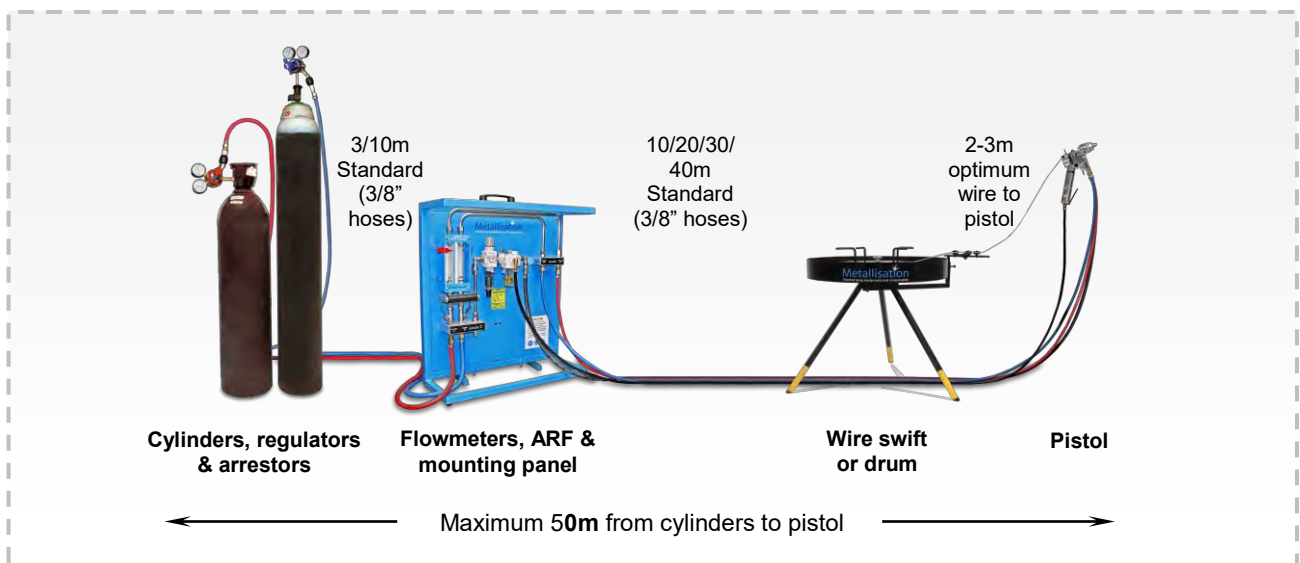 3/10m
Standard
(3/8”
hoses)
10/20/30/
40m
Standard
(3/8” hoses)
2-3m
optimum
wire to
pistol
Metallisation
Metallisation
Cylinders, regulators
& arrestors
Flowmeters, ARF &
mounting panel
Wire swift
or drum
Pistol
Maximum 50m from cylinders to pistol